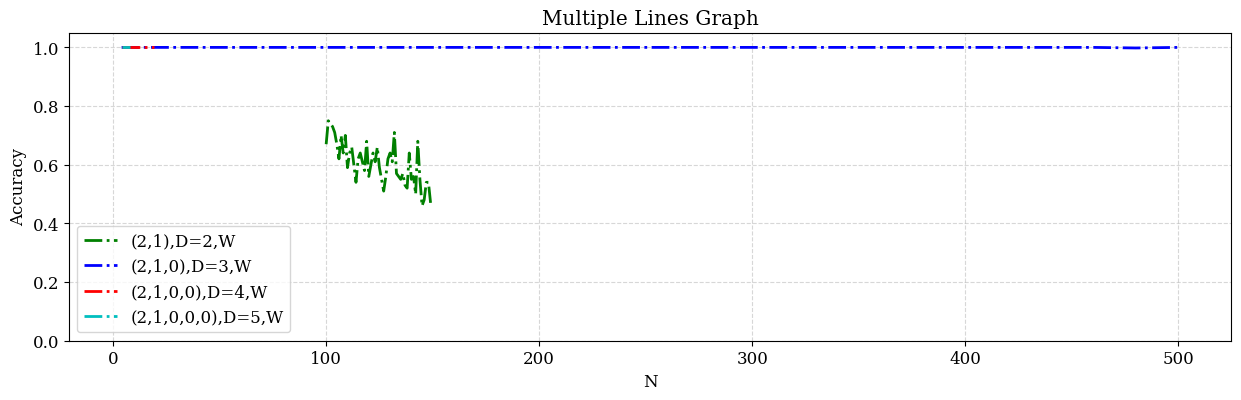 Multiple Lines Graph
Accuracy
1.0
0.8
0.6
0.4
0.2
0.0
(2,1),D=2,W
(2,1,0),D=3,W
(2,1,0,0),D=4,W
(2,1,0,0,0),D=5,W
0 100 200 300 400 500
N